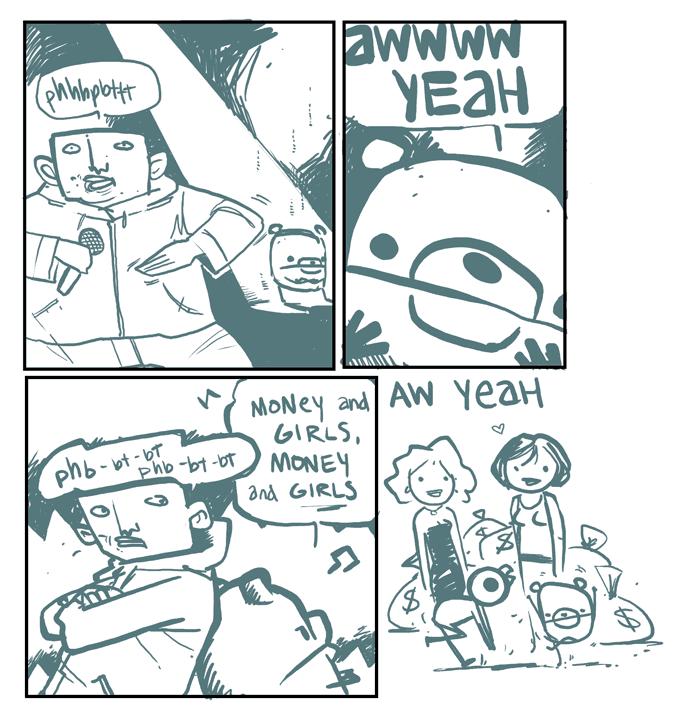 phhhpbttt
awwww
YEaH
phb-bt-bt
phb-bt-bt
MONEY and
GIRLS,
MONEY
and GIRLS
AW YeaH
$
$
$